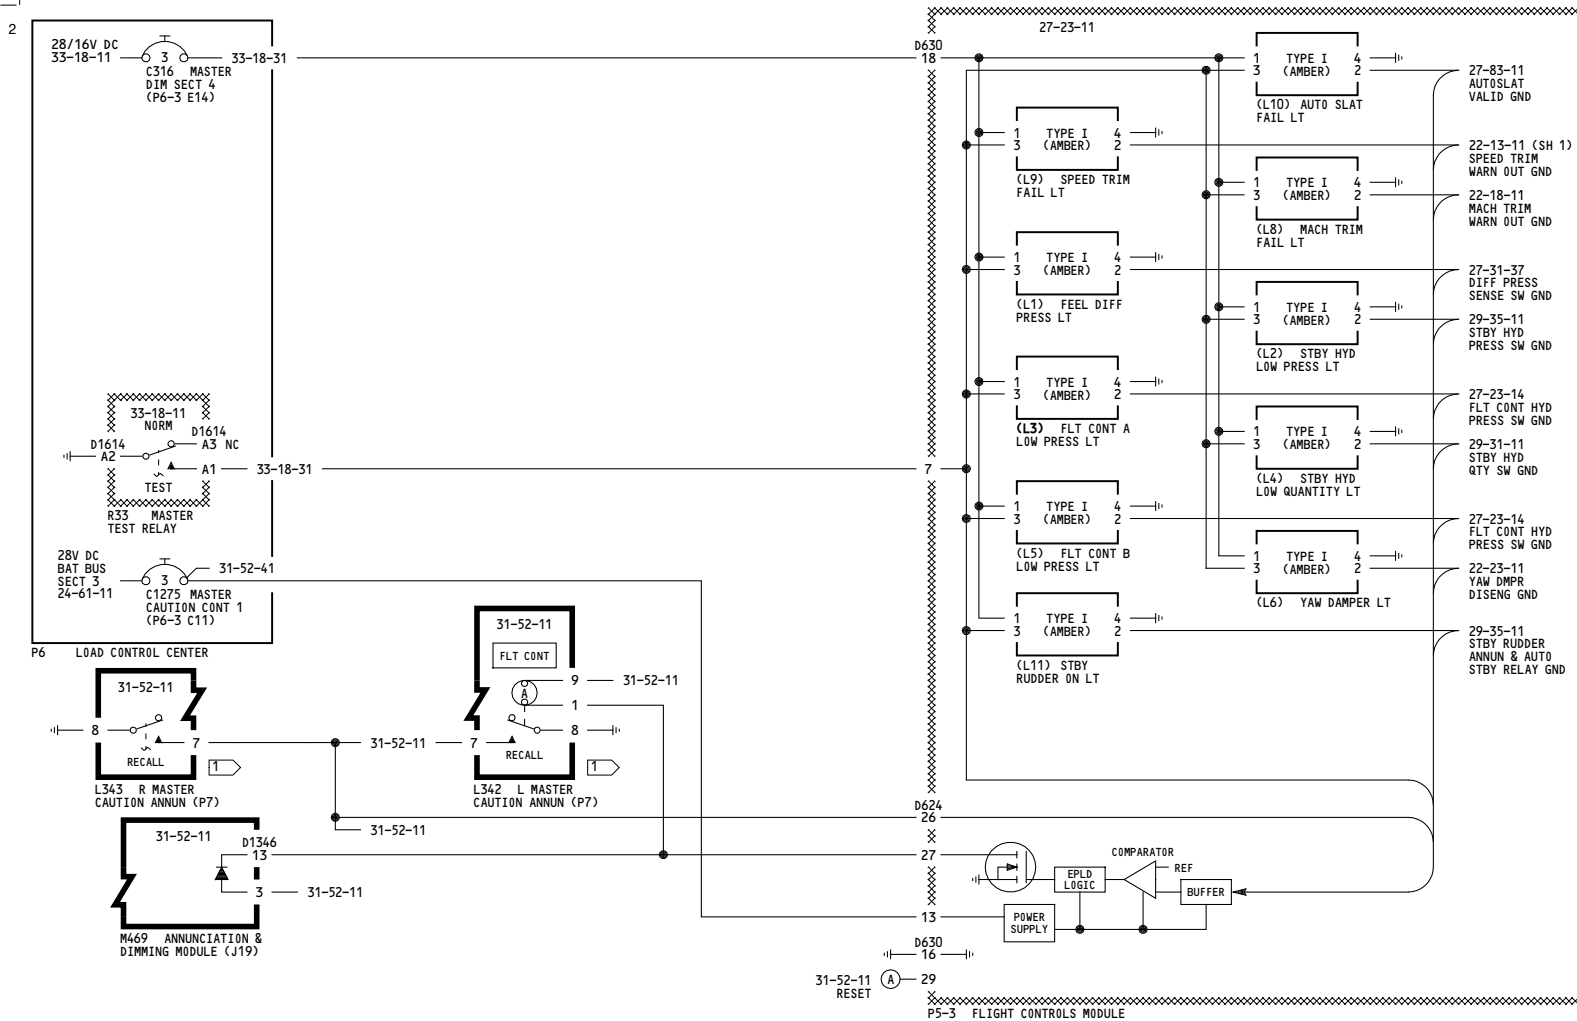 2
28/16V DC
33-18-11
3
33-18-31
C316 MASTER
DIM SECT 4
(P6-3 E14)
33-18-11
NORM
D1614
A3 NC
D1614
A2
A1
33-18-31
TEST
R33 MASTER
TEST RELAY
28V DC
BAT BUS
SECT 3
24-61-11
3
31-52-41
C1275 MASTER
CAUTION CONT 1
(P6-3 C11)
P6 LOAD CONTROL CENTER
31-52-11
8
7
RECALL
1
L343 R MASTER
CAUTION ANNUN (P7)
31-52-11
31-52-11
31-52-11
FLT CONT
A
9
31-52-11
1
8
7
RECALL
1
L342 L MASTER
CAUTION ANNUN (P7)
31-52-11
D1346
13
3
31-52-11
M469 ANNUNCIATION &
DIMMING MODULE (J19)
27-23-11
D630
18
7
D624
26
27
13
D630
16
31-52-11
RESET
A
29
1 TYPE I 4
3 (AMBER) 2
(L10) AUTO SLAT
FAIL LT
27-83-11
AUTOSLAT
VALID GND
1 TYPE I 4
3 (AMBER) 2
(L9) SPEED TRIM
FAIL LT
22-13-11 (SH 1)
SPEED TRIM
WARN OUT GND
1 TYPE I 4
3 (AMBER) 2
(L8) MACH TRIM
FAIL LT
22-18-11
MACH TRIM
WARN OUT GND
1 TYPE I 4
3 (AMBER) 2
(L1) FEEL DIFF
PRESS LT
27-31-37
DIFF PRESS
SENSE SW GND
1 TYPE I 4
3 (AMBER) 2
(L2) STBY HYD
LOW PRESS LT
29-35-11
STBY HYD
PRESS SW GND
1 TYPE I 4
3 (AMBER) 2
(L3) FLT CONT A
LOW PRESS LT
27-23-14
FLT CONT HYD
PRESS SW GND
1 TYPE I 4
3 (AMBER) 2
(L4) STBY HYD
LOW QUANTITY LT
29-31-11
STBY HYD
QTY SW GND
1 TYPE I 4
3 (AMBER) 2
(L5) FLT CONT B
LOW PRESS LT
27-23-14
FLT CONT HYD
PRESS SW GND
1 TYPE I 4
3 (AMBER) 2
(L6) YAW DAMPER LT
22-23-11
YAW DMPR
DISENG GND
1 TYPE I 4
3 (AMBER) 2
(L11) STBY
RUDDER ON LT
29-35-11
STBY RUDDER
ANNUN & AUTO
STBY RELAY GND
COMPARATOR
REF
EPLD
LOGIC
BUFFER
POWER
SUPPLY
P5-3 FLIGHT CONTROLS MODULE